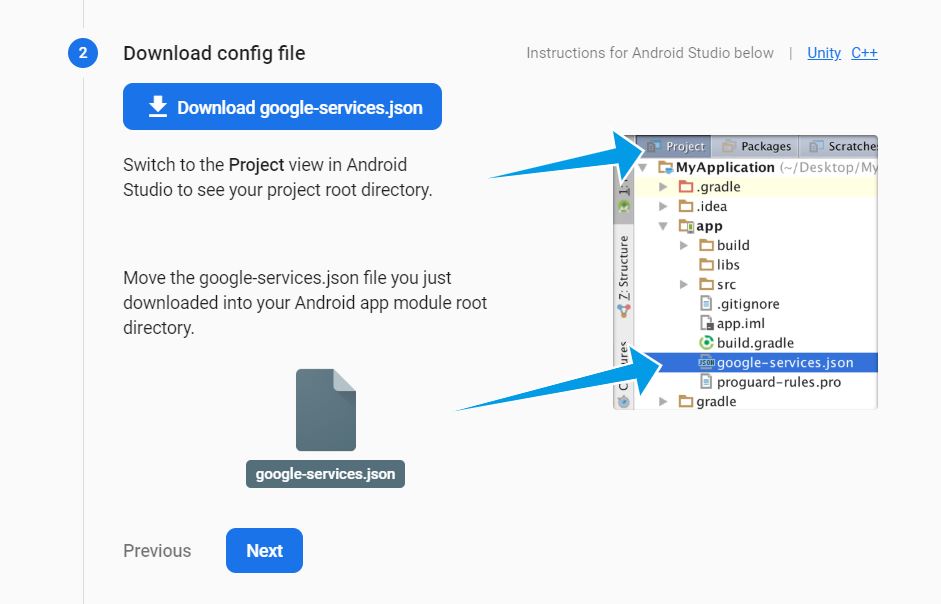 2
Download config file
Instructions for Android Studio below | Unity C++
Download google-services.json
Switch to the Project view in Android
Studio to see your project root directory.
Move the google-services.json file you just
downloaded into your Android app module root
directory.
google-services.json
Project Packages Scratches
MyApplication (~/Desktop/My
.gradle
.idea
app
build
libs
src
.gitignore
app.iml
build.gradle
JSON google-services.json
proguard-rules.pro
gradle
1:
Z: Structure
Previous
Next